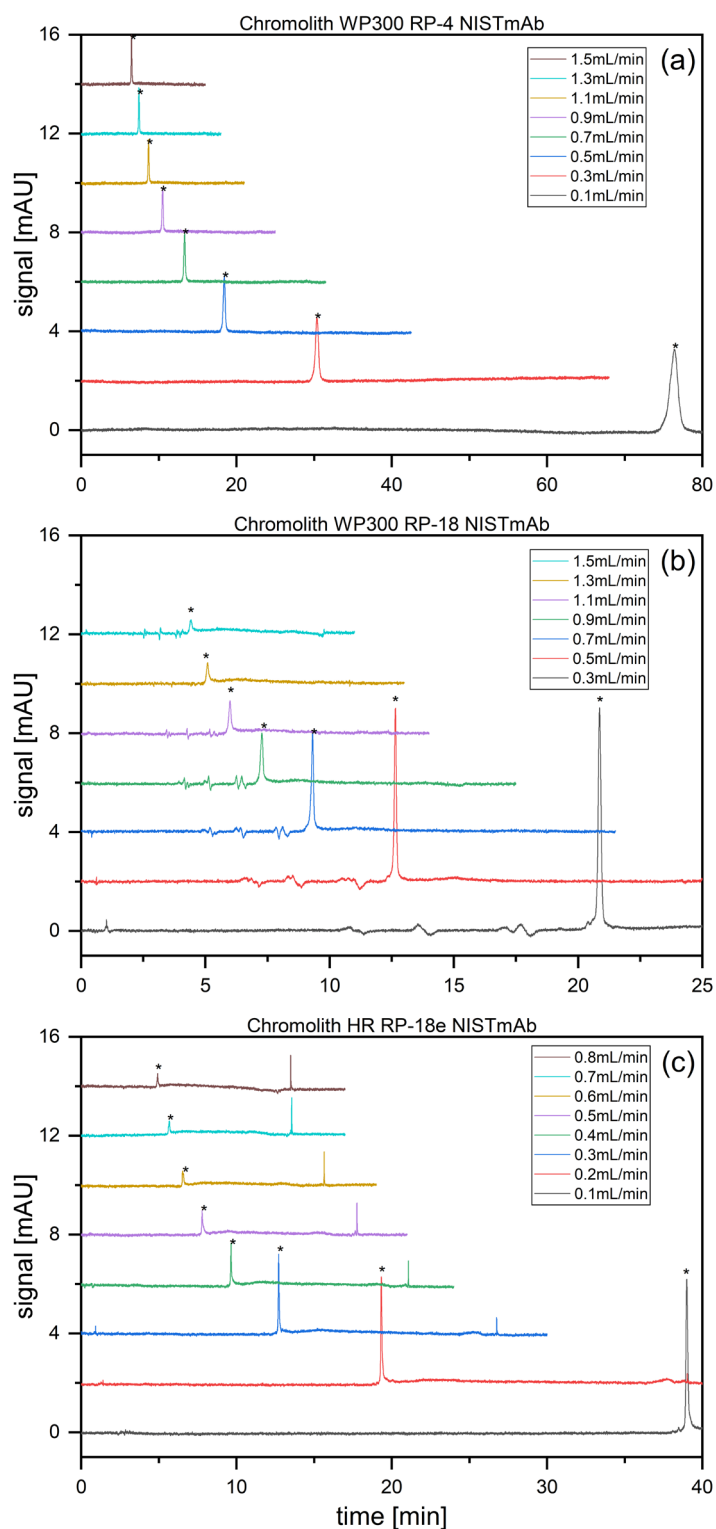 Chromolith WP300 RP-4 NISTmAb
(a)
1.5mL/min
1.3mL/min
1.1mL/min
0.9mL/min
0.7mL/min
0.5mL/min
0.3mL/min
0.1mL/min
signal [mAU]
16
12
8
4
0
* * * * * * * *
0 20 40 60 80
Chromolith WP300 RP-18 NISTmAb
(b)
1.5mL/min
1.3mL/min
1.1mL/min
0.9mL/min
0.7mL/min
0.5mL/min
0.3mL/min
signal [mAU]
16
12
8
4
0
* * * * * * *
0 5 10 15 20 25
Chromolith HR RP-18e NISTmAb
(c)
0.8mL/min
0.7mL/min
0.6mL/min
0.5mL/min
0.4mL/min
0.3mL/min
0.2mL/min
0.1mL/min
signal [mAU]
16
12
8
4
0
* * * * * * * *
0 10 20 30 40
time [min]